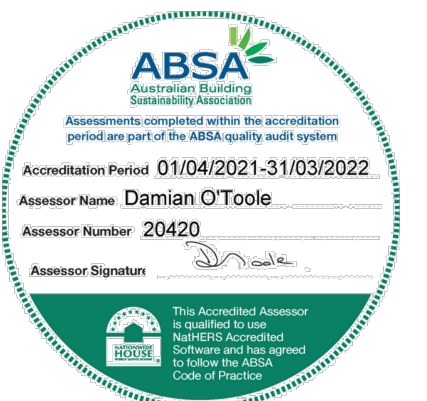 ABSA
Australian Building
Sustainability Association
Assessments completed within the accreditation
period are part of the ABSA quality audit system
Accreditation Period 01/04/2021-31/03/2022
Assessor Name Damian O'Toole
Assessor Number 20420
Assessor Signature DToole
This Accredited Assessor
is qualified to use
NatHERS Accredited
Software and has agreed
to follow the ABSA
Code of Practice
NATIONWIDE
HOUSE